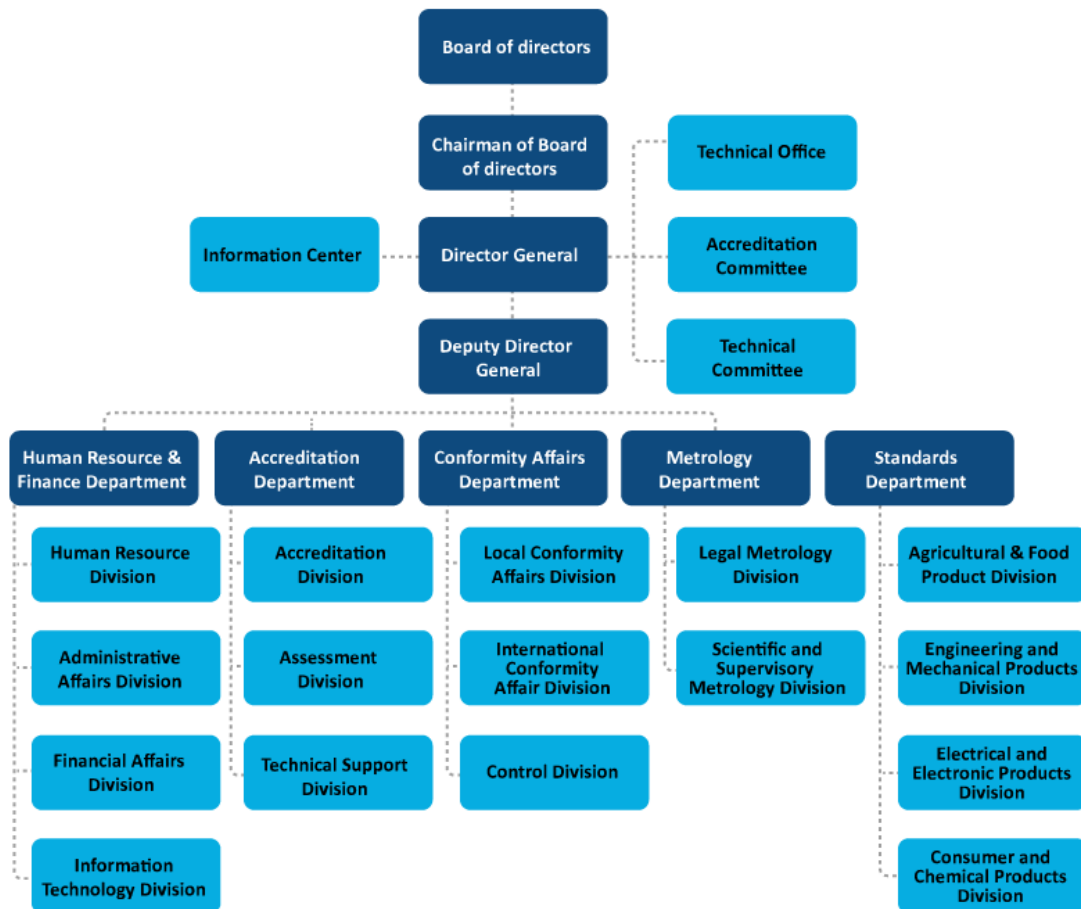 Board of directors
Chairman of Board
of directors
Technical Office
Information Center
Director General
Accreditation
Committee
Deputy Director
General
Technical
Committee
Human Resource &
Finance Department
Accreditation
Department
Conformity Affairs
Department
Metrology
Department
Standards
Department
Human Resource
Division
Accreditation
Division
Local Conformity
Affairs Division
Legal Metrology
Division
Agricultural & Food
Product Division
Administrative
Affairs Division
Assessment
Division
International
Conformity
Affair Division
Scientific and
Supervisory
Metrology Division
Engineering and
Mechanical Products
Division
Financial Affairs
Division
Technical Support
Division
Control Division
Electrical and
Electronic Products
Division
Information
Technology Division
Consumer and
Chemical Products
Division